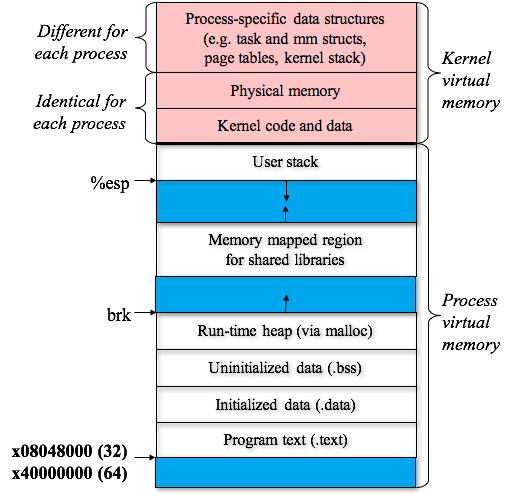 Different for
each process
Process-specific data structures
(e.g. task and mm structs,
page tables, kernel stack)
Identical for
each process
Physical memory
Kernel code and data
Kernel
virtual
memory
User stack
%esp
Memory mapped region
for shared libraries
brk
Run-time heap (via malloc)
Uninitialized data (.bss)
Initialized data (.data)
Program text (.text)
Process
virtual
memory
x08048000 (32)
x40000000 (64)